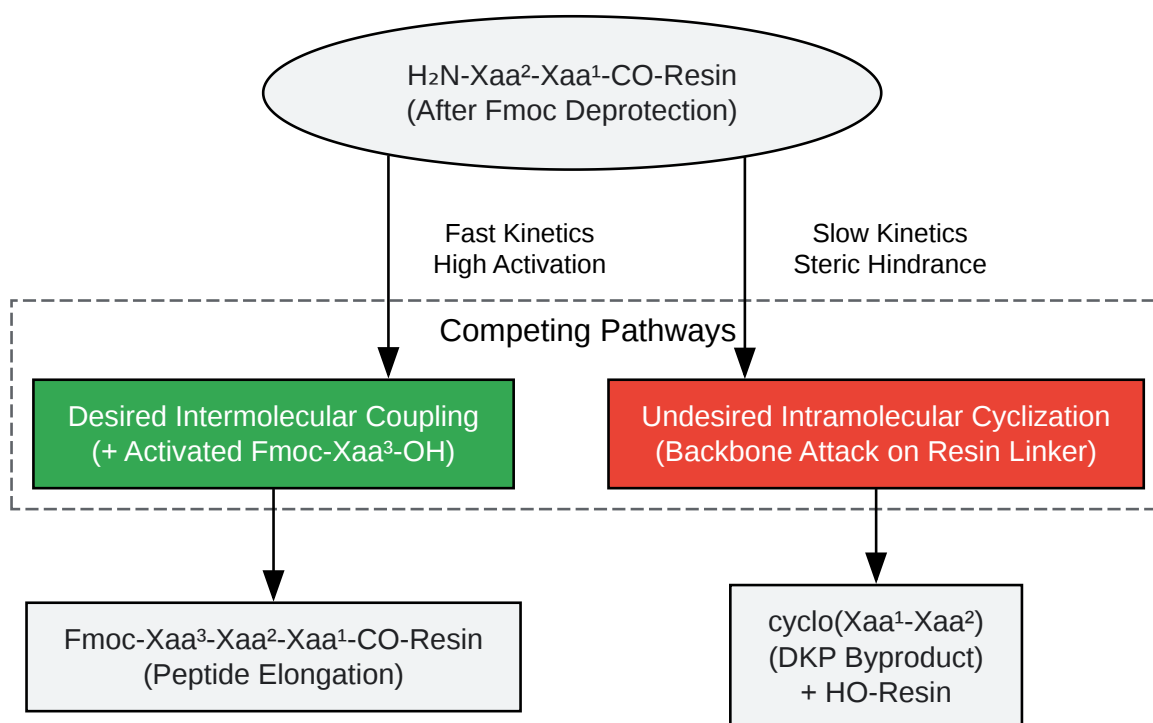 H₂N-Xaa²-Xaa¹-CO-Resin
(After Fmoc Deprotection)
Fast Kinetics
High Activation
Slow Kinetics
Steric Hindrance
Competing Pathways
Desired Intermolecular Coupling
(+ Activated Fmoc-Xaa³-OH)
Undesired Intramolecular Cyclization
(Backbone Attack on Resin Linker)
Fmoc-Xaa³-Xaa²-Xaa¹-CO-Resin
(Peptide Elongation)
cyclo(Xaa¹-Xaa²)
(DKP Byproduct)
+ HO-Resin